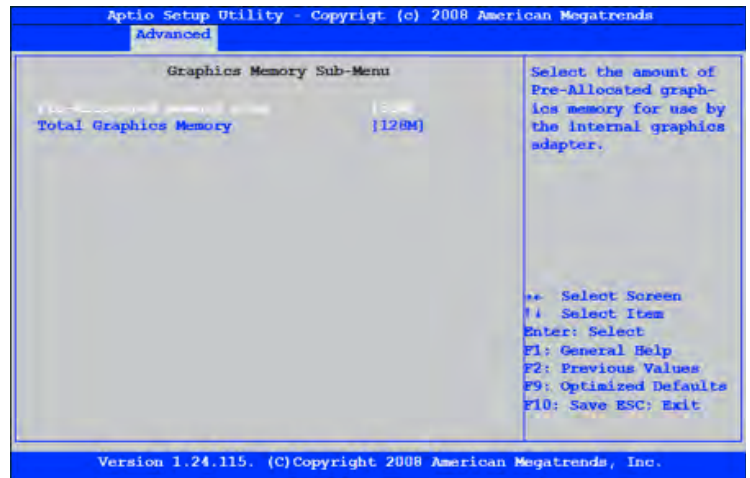 Aptio Setup Utility - Copyrigt (c) 2008 American Megatrends
Advanced
Graphics Memory Sub-Menu
Total Graphics Memory [128M]
Select the amount of
Pre-Allocated graph-
ics memory for use by
the internal graphics
adapter.
Select Screen
↑↓ Select Item
Enter: Select
F1: General Help
F2: Previous Values
F9: Optimized Defaults
F10: Save ESC: Exit
Version 1.24.115. (C)Copyright 2008 American Megatrends, Inc.